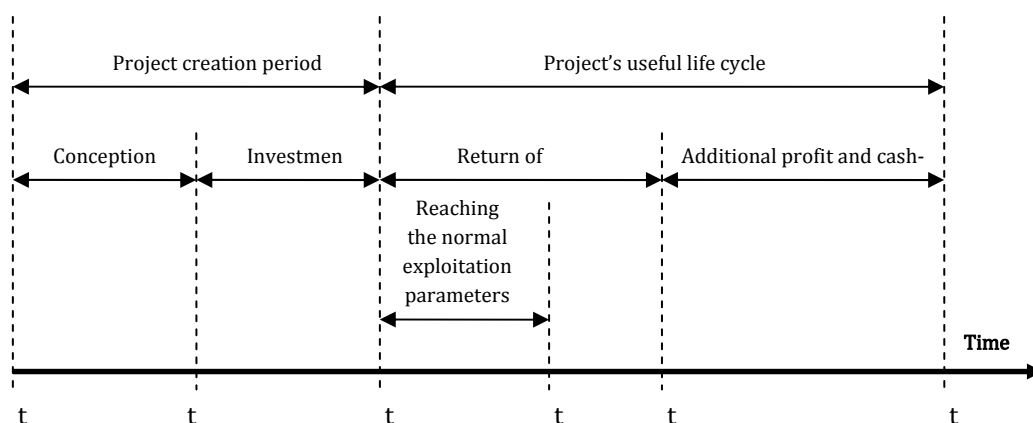 Project creation period
Project’s useful life cycle
Conception
Investmen
Return of
Additional profit and cash-
Reaching
the normal
exploitation
parameters
Time
t
t
t
t
t
t